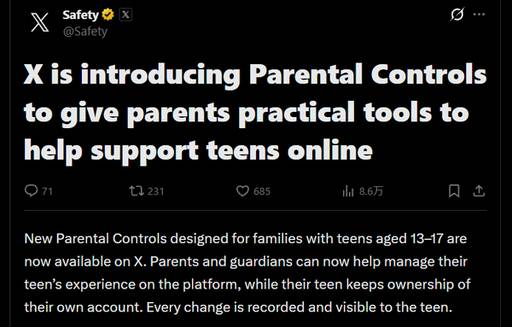 Safety
@Safety
X is introducing Parental Controls
to give parents practical tools to
help support teens online
71 231 685 8.6万
New Parental Controls designed for families with teens aged 13–17 are
now available on X. Parents and guardians can now help manage their
teen’s experience on the platform, while their teen keeps ownership of
their own account. Every change is recorded and visible to the teen.